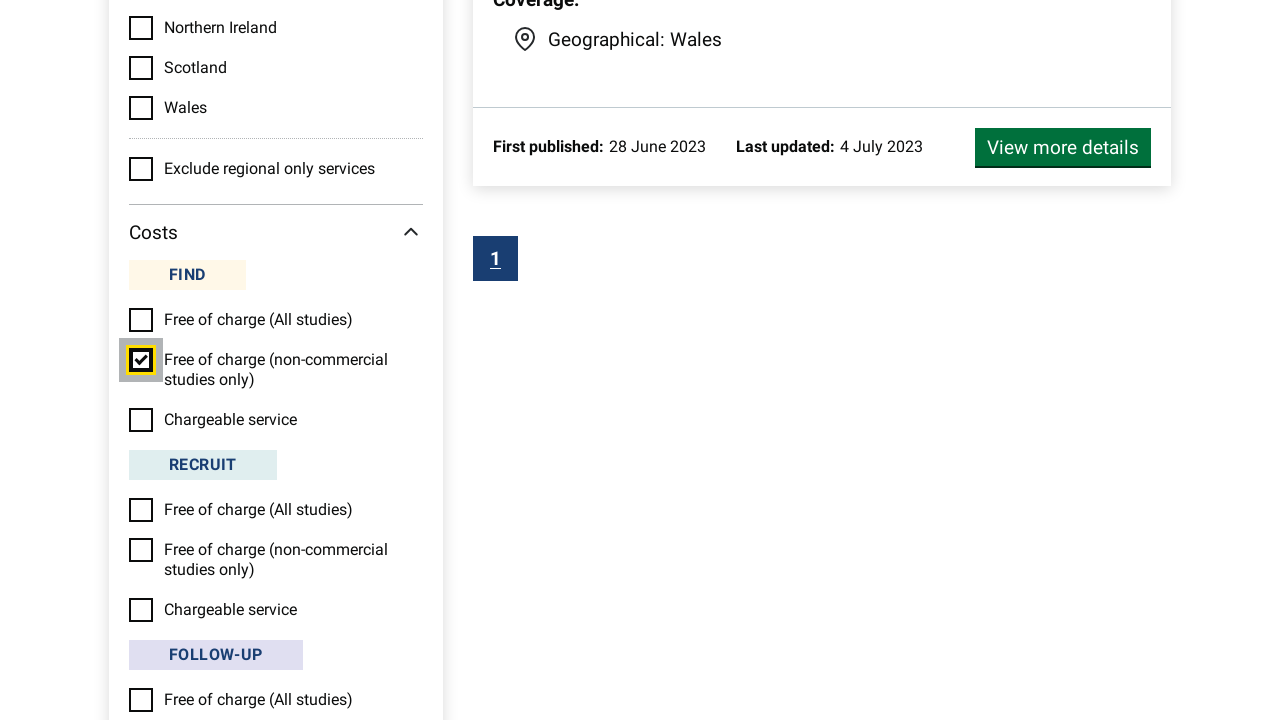 Northern Ireland
Scotland
Wales
Exclude regional only services
Costs
FIND
Free of charge (All studies)
Free of charge (non-commercial
studies only)
Chargeable service
RECRUIT
Free of charge (All studies)
Free of charge (non-commercial
studies only)
Chargeable service
FOLLOW-UP
Free of charge (All studies)
Coverage:
Geographical: Wales
First published: 28 June 2023 Last updated: 4 July 2023 View more details
1